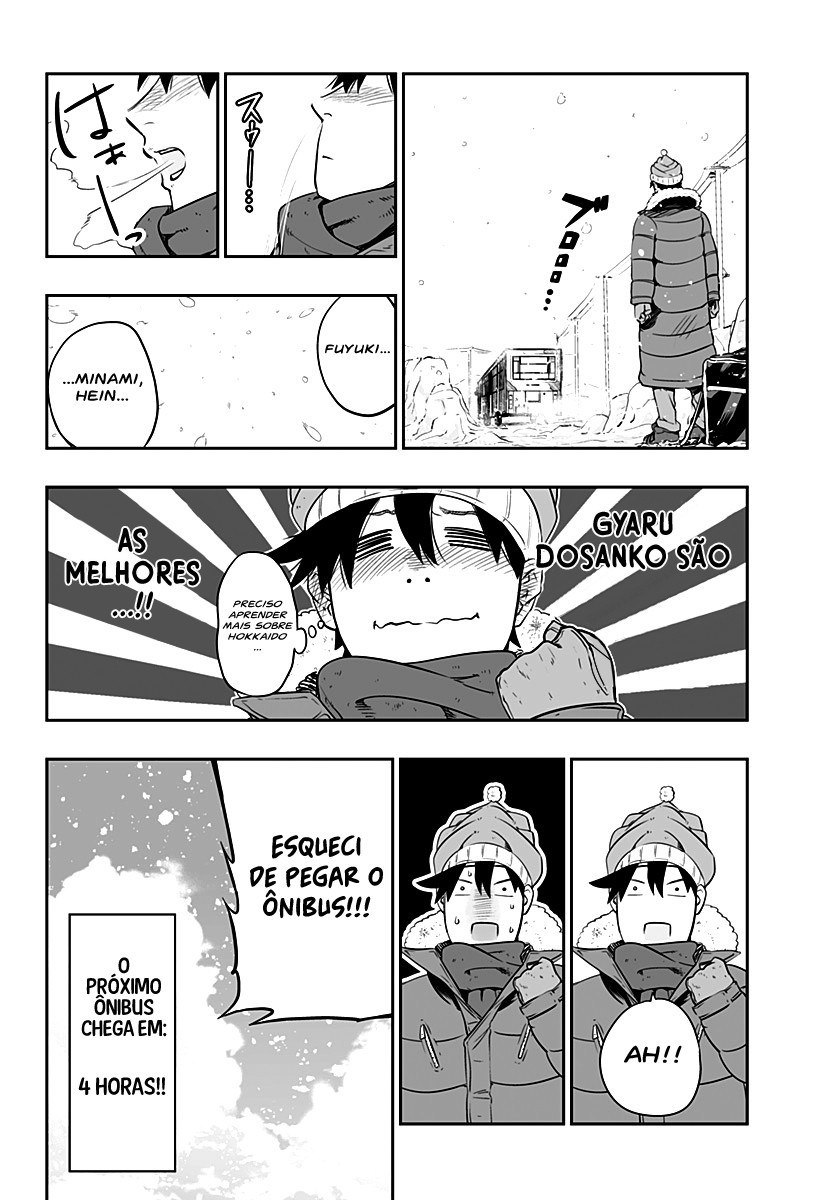 ブロロロ…
スゥー…
はぁー
FUYUKI...
...MINAMI,
HEIN...
GYARU
DOSANKO SÃO
AS
MELHORES
...!!
PRECISO
APRENDER
MAIS SOBRE
HOKKAIDO
...
AH!!
ESQUECI
DE PEGAR O
ÔNIBUS!!!
O
PRÓXIMO
ÔNIBUS
CHEGA EM:
4 HORAS!!